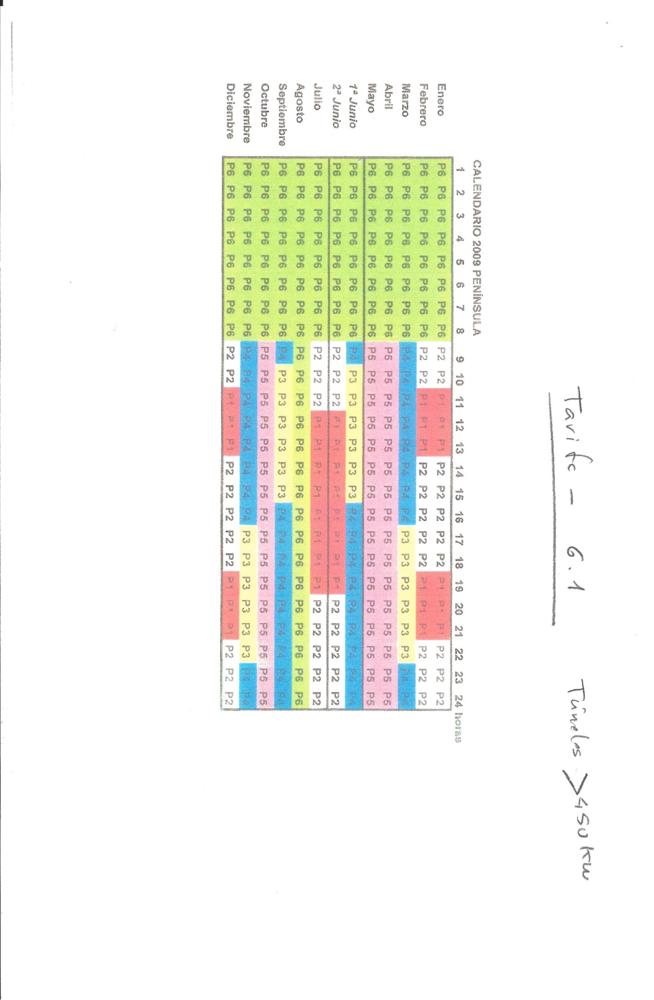 Tarifa - 6.1 Túneles >450 kW
CALENDARIO 2009 PENÍNSULA
1 2 3 4 5 6 7 8 9 10 11 12 13 14 15 16 17 18 19 20 21 22 23 24 horas
Enero P6 P6 P6 P6 P6 P6 P6 P6 P2 P2 P1 P1 P1 P2 P2 P2 P2 P2 P1 P1 P1 P2 P2 P2
Febrero P6 P6 P6 P6 P6 P6 P6 P6 P2 P2 P1 P1 P1 P2 P2 P2 P2 P2 P1 P1 P1 P2 P2 P2
Marzo P6 P6 P6 P6 P6 P6 P6 P6 P4 P4 P4 P4 P4 P4 P4 P4 P3 P3 P3 P3 P3 P3 P4 P4
Abril P6 P6 P6 P6 P6 P6 P6 P6 P5 P5 P5 P5 P5 P5 P5 P5 P5 P5 P5 P5 P5 P5 P5 P5
Mayo P6 P6 P6 P6 P6 P6 P6 P6 P5 P5 P5 P5 P5 P5 P5 P5 P5 P5 P5 P5 P5 P5 P5 P5
1ª Junio P6 P6 P6 P6 P6 P6 P6 P6 P4 P3 P3 P3 P3 P3 P3 P4 P4 P4 P4 P4 P4 P4 P4 P4
2ª Junio P6 P6 P6 P6 P6 P6 P6 P6 P2 P2 P2 P1 P1 P1 P1 P1 P1 P1 P1 P2 P2 P2 P2 P2
Julio P6 P6 P6 P6 P6 P6 P6 P6 P2 P2 P2 P1 P1 P1 P1 P1 P1 P1 P1 P2 P2 P2 P2 P2
Agosto P6 P6 P6 P6 P6 P6 P6 P6 P6 P6 P6 P6 P6 P6 P6 P6 P6 P6 P6 P6 P6 P6 P6 P6
Septiembre P6 P6 P6 P6 P6 P6 P6 P6 P4 P3 P3 P3 P3 P3 P3 P4 P4 P4 P4 P4 P4 P4 P4 P4
Octubre P6 P6 P6 P6 P6 P6 P6 P6 P5 P5 P5 P5 P5 P5 P5 P5 P5 P5 P5 P5 P5 P5 P5 P5
Noviembre P6 P6 P6 P6 P6 P6 P6 P6 P4 P4 P4 P4 P4 P4 P4 P4 P3 P3 P3 P3 P3 P3 P4 P4
Diciembre P6 P6 P6 P6 P6 P6 P6 P6 P2 P2 P1 P1 P1 P2 P2 P2 P2 P2 P1 P1 P1 P2 P2 P2